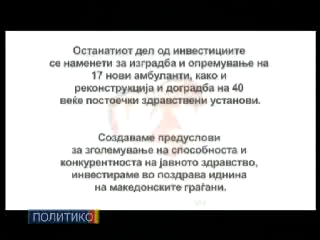 Останатиот дел од инвестициите
се наменети за изградба и опремување на
17 нови амбуланти, како и
реконструкција и доградба на 40
веќе постоечки здравствени установи.
Создаваме предуслови
за зголемување на способноста и
конкурентноста на јавното здравство,
инвестираме во поздрава иднина
на македонските граѓани.
ПОЛИТИКО